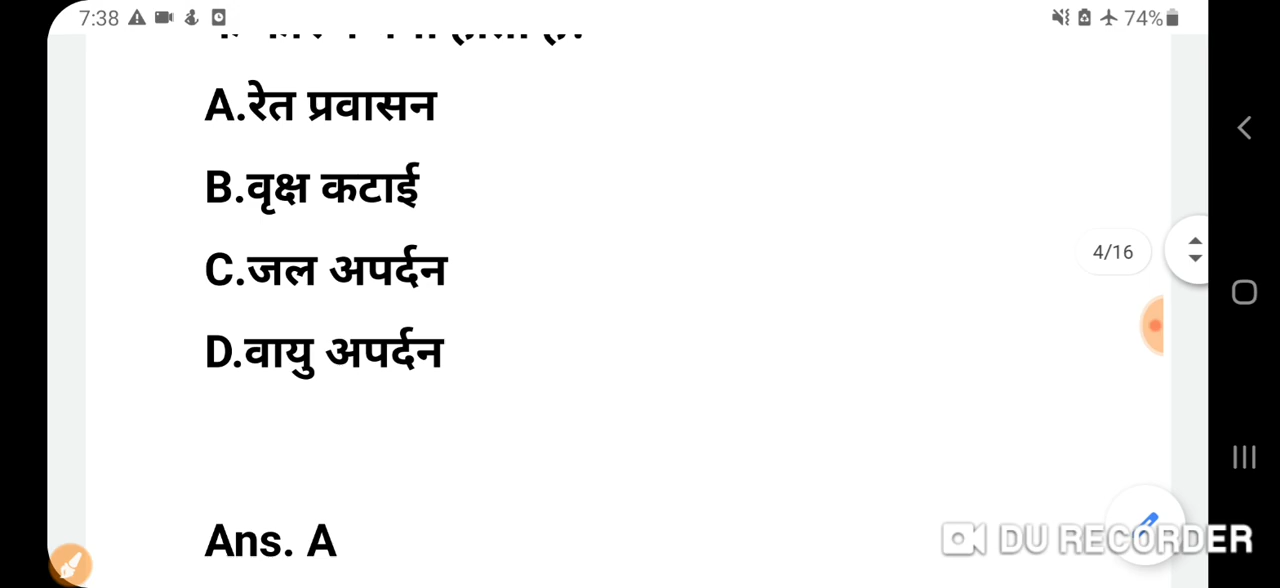 7:38
74%
A.रेत प्रवासन
B.वृक्ष कटाई
C.जल अपर्दन
D.वायु अपर्दन
4/16
Ans. A
DU RECORDER